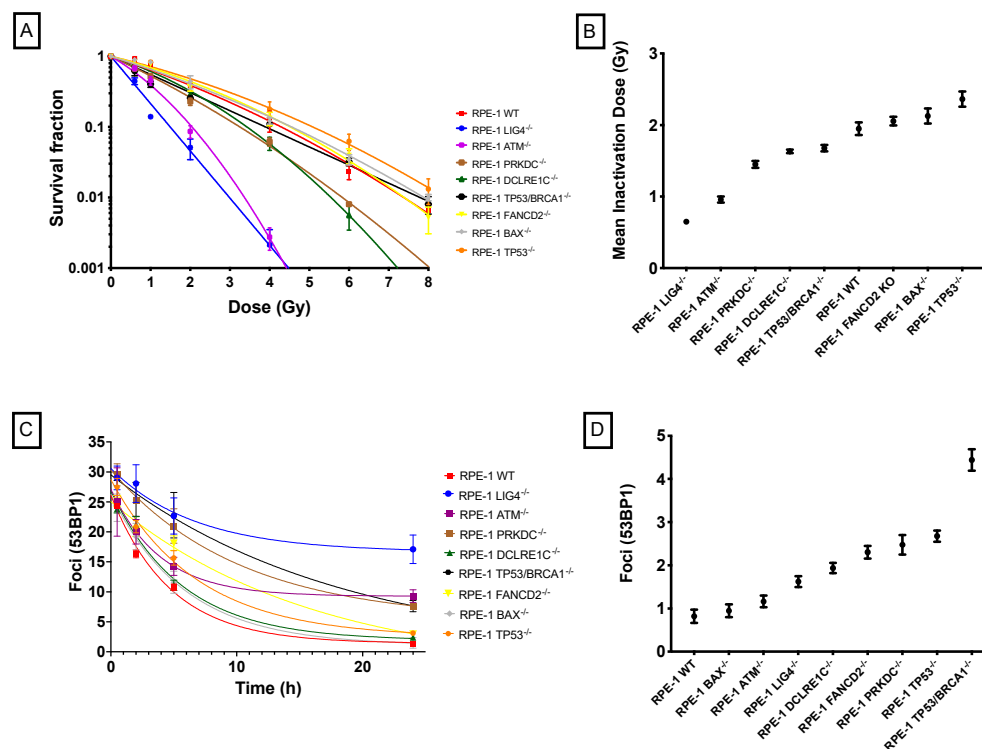 A
Survival fraction
1
0.1
0.01
0.001
0 1 2 3 4 5 6 7 8
Dose (Gy)
RPE-1 WT
RPE-1 LIG4-/-
RPE-1 ATM-/-
RPE-1 PRKDC-/-
RPE-1 DCLRE1C-/-
RPE-1 TP53/BRCA1-/-
RPE-1 FANCD2-/-
RPE-1 BAX-/-
RPE-1 TP53-/-
B
Mean Inactivation Dose (Gy)
3
2
1
0
RPE-1 LIG4-/-
RPE-1 ATM-/-
RPE-1 PRKDC-/-
RPE-1 DCLRE1C-/-
RPE-1 TP53/BRCA1-/-
RPE-1 WT
RPE-1 FANCD2 KO
RPE-1 BAX-/-
RPE-1 TP53-/-
C
Foci (53BP1)
35
30
25
20
15
10
5
0
0 10 20
Time (h)
RPE-1 WT
RPE-1 LIG4-/-
RPE-1 ATM-/-
RPE-1 PRKDC-/-
RPE-1 DCLRE1C-/-
RPE-1 TP53/BRCA1-/-
RPE-1 FANCD2-/-
RPE-1 BAX-/-
RPE-1 TP53-/-
D
Foci (53BP1)
5
4
3
2
1
0
RPE-1 WT
RPE-1 BAX-/-
RPE-1 ATM-/-
RPE-1 LIG4-/-
RPE-1 DCLRE1C-/-
RPE-1 FANCD2-/-
RPE-1 PRKDC-/-
RPE-1 TP53-/-
RPE-1 TP53/BRCA1-/-